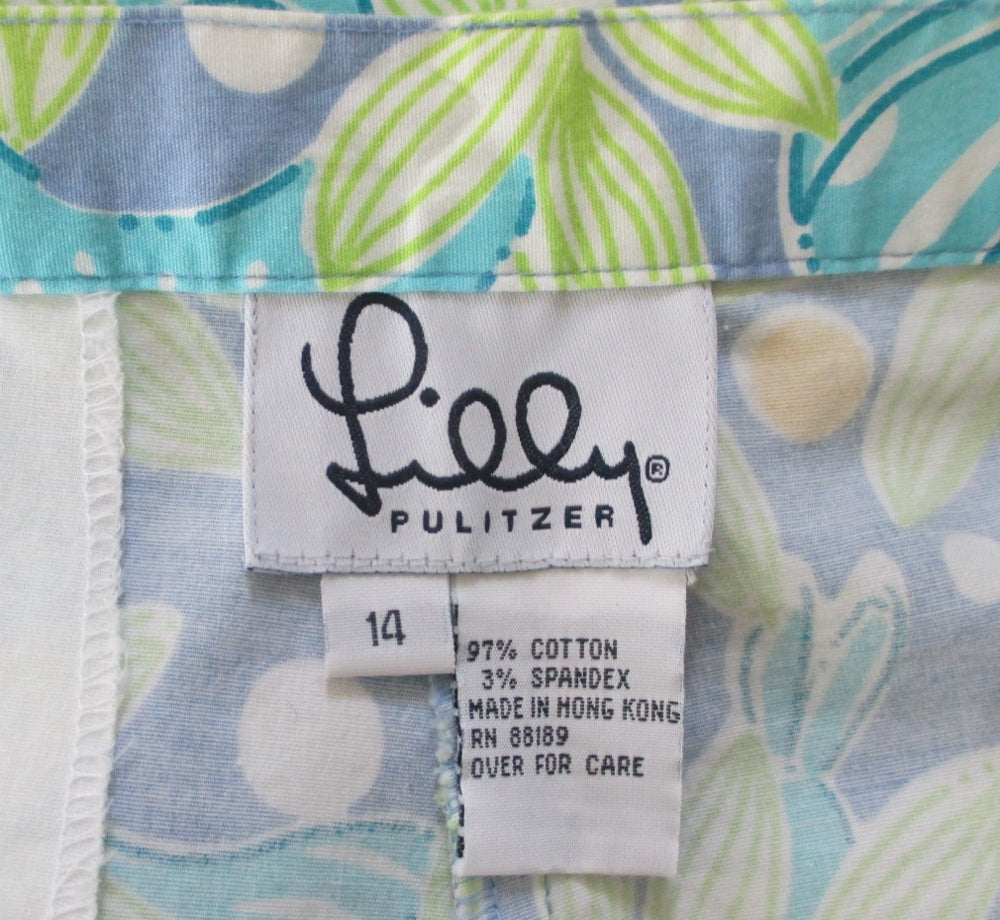 Lilly®
PULITZER
14
97% COTTON
3% SPANDEX
MADE IN HONG KONG
RN 88189
OVER FOR CARE